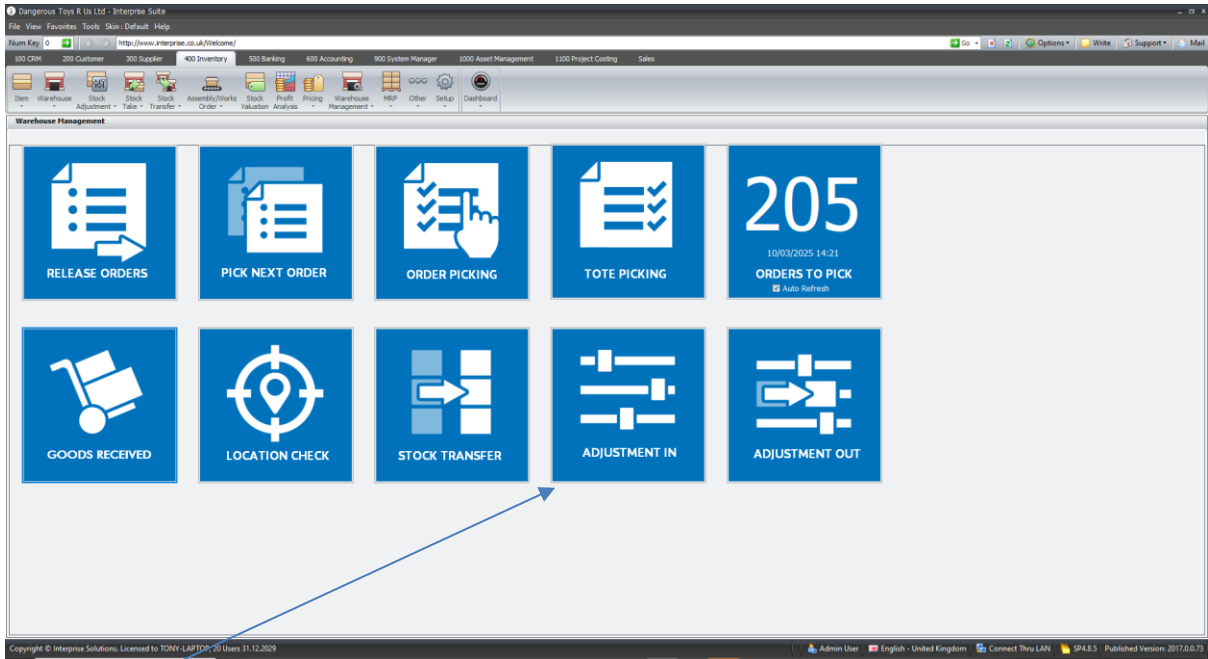 Dangerous Toys R Us Ltd - Interprise Suite
File View Favorites Tools Skin : Default Help
Num Key 0 http://www.interprise.co.uk/Welcome/ Go Options Write Support Mail
100 CRM 200 Customer 300 Supplier 400 Inventory 500 Banking 600 Accounting 900 System Manager 1000 Asset Management 1100 Project Costing Sales
Item Warehouse Stock Adjustment Stock Take Stock Transfer Assembly/Works Order Stock Valuation Profit Analysis Pricing Warehouse Management MRP Other Setup Dashboard
Warehouse Management
RELEASE ORDERS
PICK NEXT ORDER
ORDER PICKING
TOTE PICKING
205
10/03/2025 14:21
ORDERS TO PICK
Auto Refresh
GOODS RECEIVED
LOCATION CHECK
STOCK TRANSFER
ADJUSTMENT IN
ADJUSTMENT OUT
Copyright © Interprise Solutions. Licensed to TONY-LAPTOP, 20 Users 31.12.2029 Admin User English - United Kingdom Connect Thru LAN SP4.8.5 Published Version: 2017.0.0.73